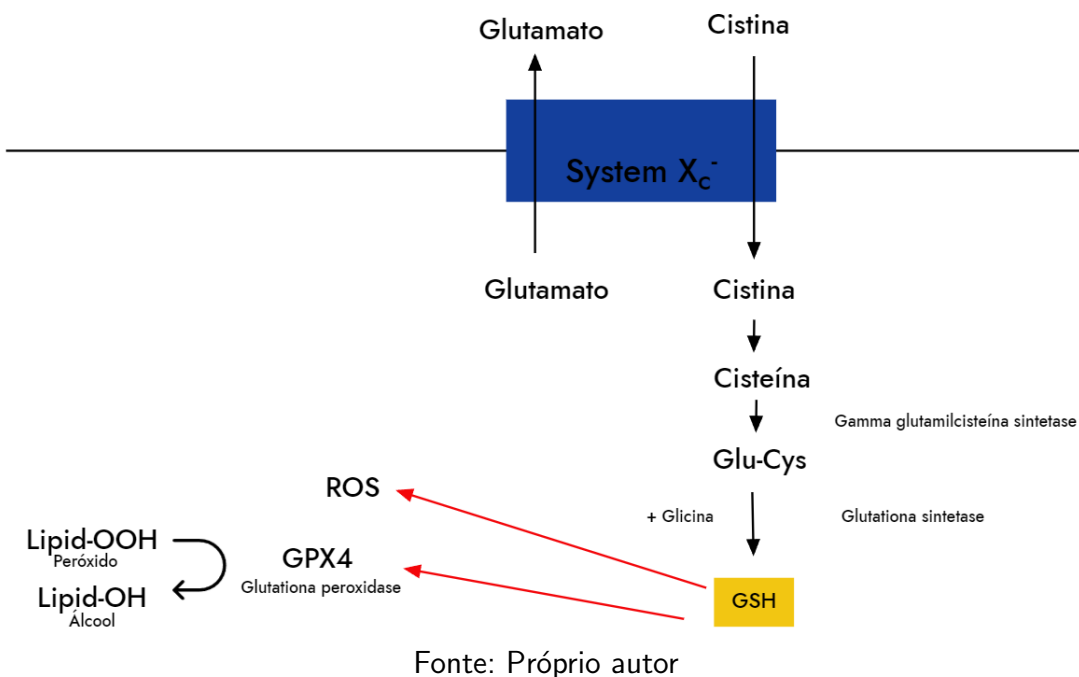 Glutamato
Cistina
System Xc-
Glutamato
Cistina
Cisteína
Gamma glutamilcisteína sintetase
Glu-Cys
ROS
+ Glicina
Glutationa sintetase
Lipid-OOH
Peróxido
GPX4
Glutationa peroxidase
Lipid-OH
Álcool
GSH
Fonte: Próprio autor